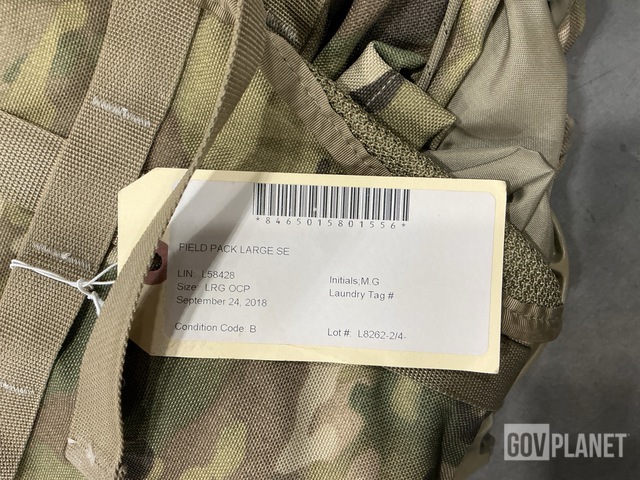 *8465015801556*
FIELD PACK LARGE SE
LIN: L58428
Size: LRG OCP
September 24, 2018
Initials,M.G
Laundry Tag #
Condition Code: B
Lot #: L8262-2/4-
GOVPLANET